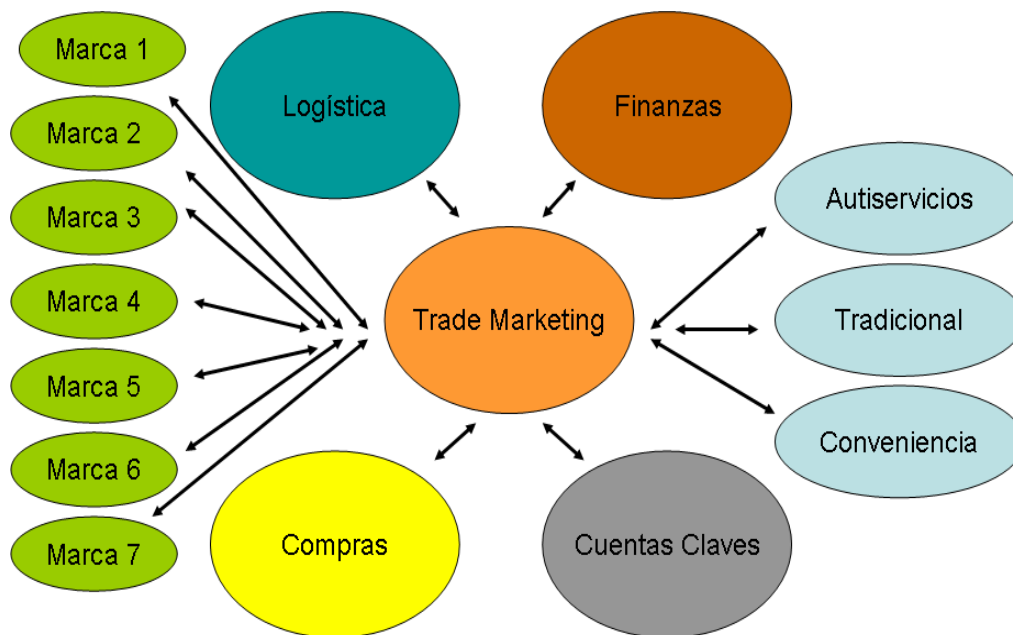 Marca 1
Marca 2
Marca 3
Marca 4
Marca 5
Marca 6
Marca 7
Logística
Finanzas
Trade Marketing
Compras
Cuentas Claves
Autiservicios
Tradicional
Conveniencia